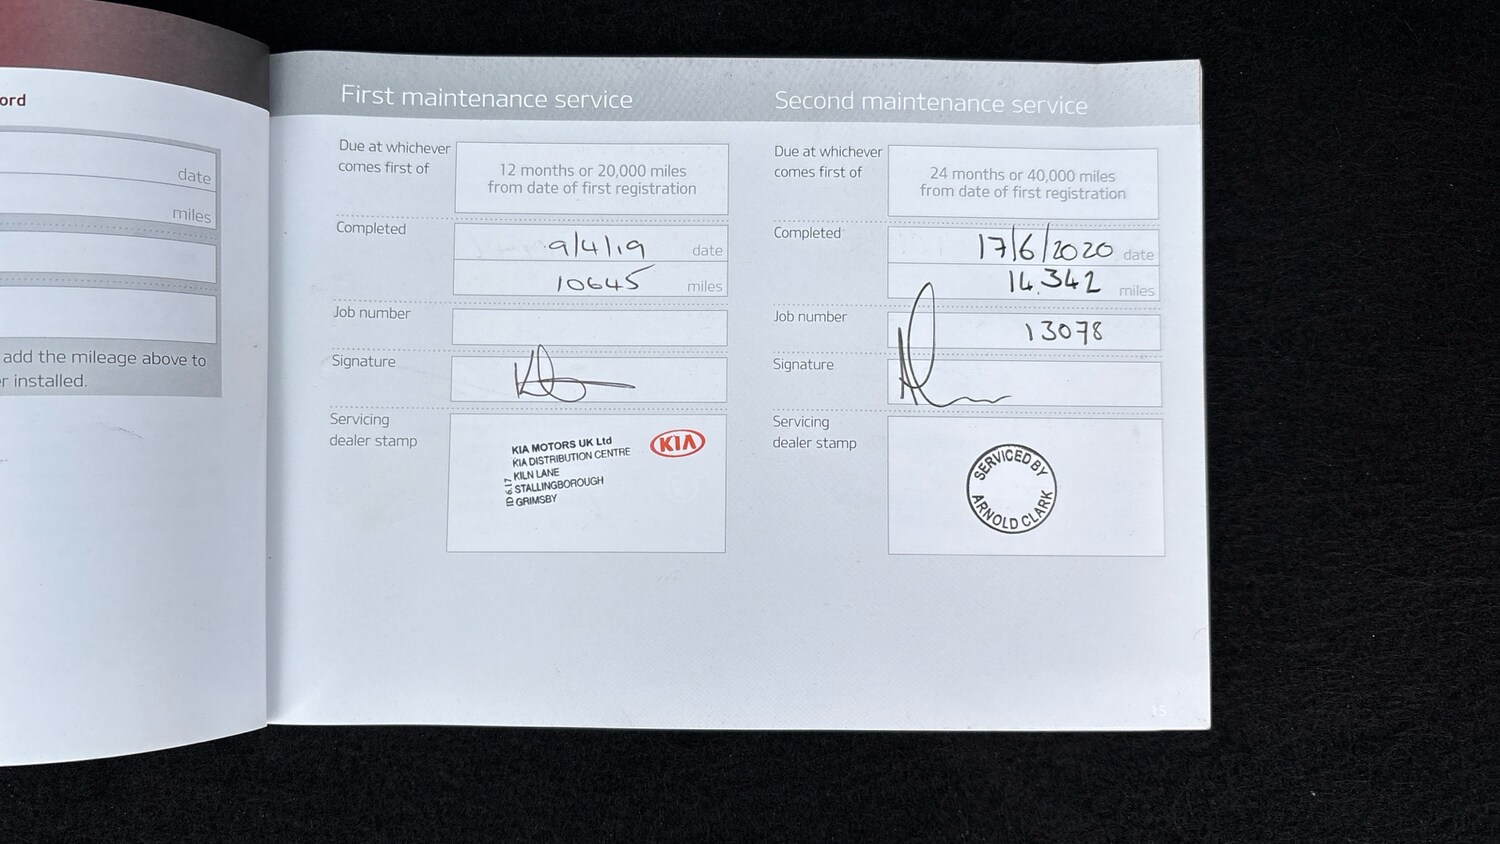 ord
date
miles
add the mileage above to
r installed.
First maintenance service
Due at whichever
comes first of
12 months or 20,000 miles
from date of first registration
Completed
9/4/19 date
10645 miles
Job number
Signature
Servicing
dealer stamp
KIA MOTORS UK Ltd
KIA DISTRIBUTION CENTRE
KILN LANE
STALLINGBOROUGH
GRIMSBY
KIA
Second maintenance service
Due at whichever
comes first of
24 months or 40,000 miles
from date of first registration
Completed
17/6/2020 date
14.342 miles
Job number
13078
Signature
Servicing
dealer stamp
SERVICED BY
ARNOLD CLARK
15